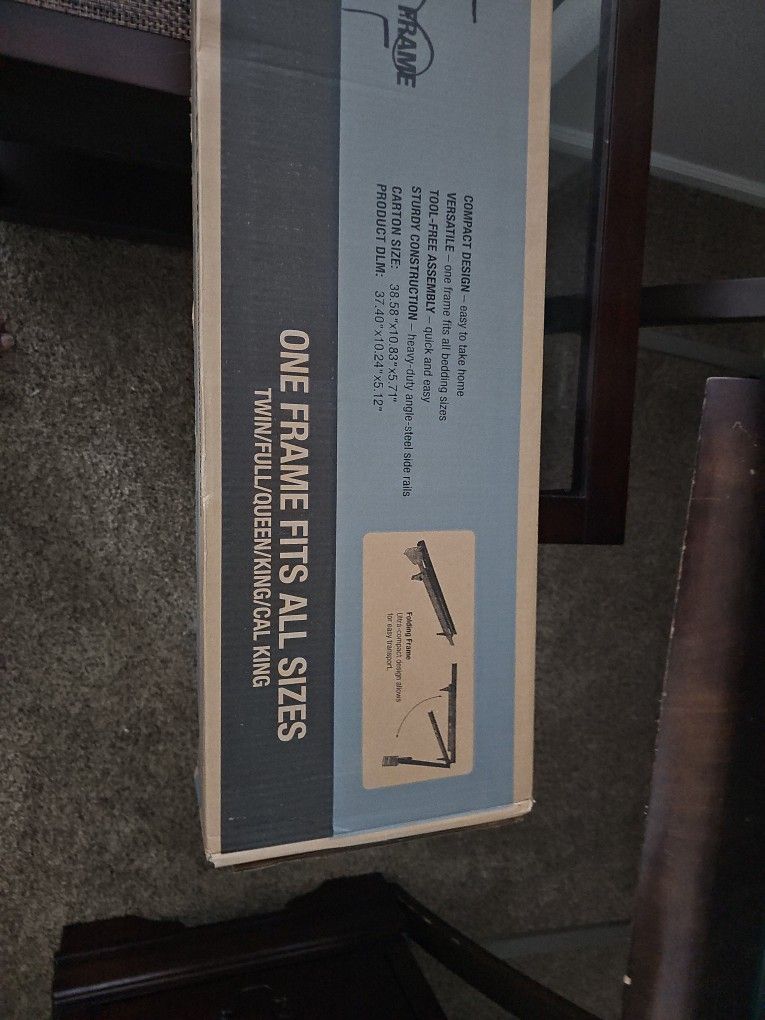 FRAME
COMPACT DESIGN – easy to take home
VERSATILE – one frame fits all bedding sizes
TOOL-FREE ASSEMBLY – quick and easy
STURDY CONSTRUCTION – heavy-duty angle-steel side rails
CARTON SIZE: 38.58"x10.83"x5.71"
PRODUCT DLM: 37.40"x10.24"x5.12"
Folding Frame
Ultra-compact design allows
for easy transport.
ONE FRAME FITS ALL SIZES
TWIN/FULL/QUEEN/KING/CAL KING